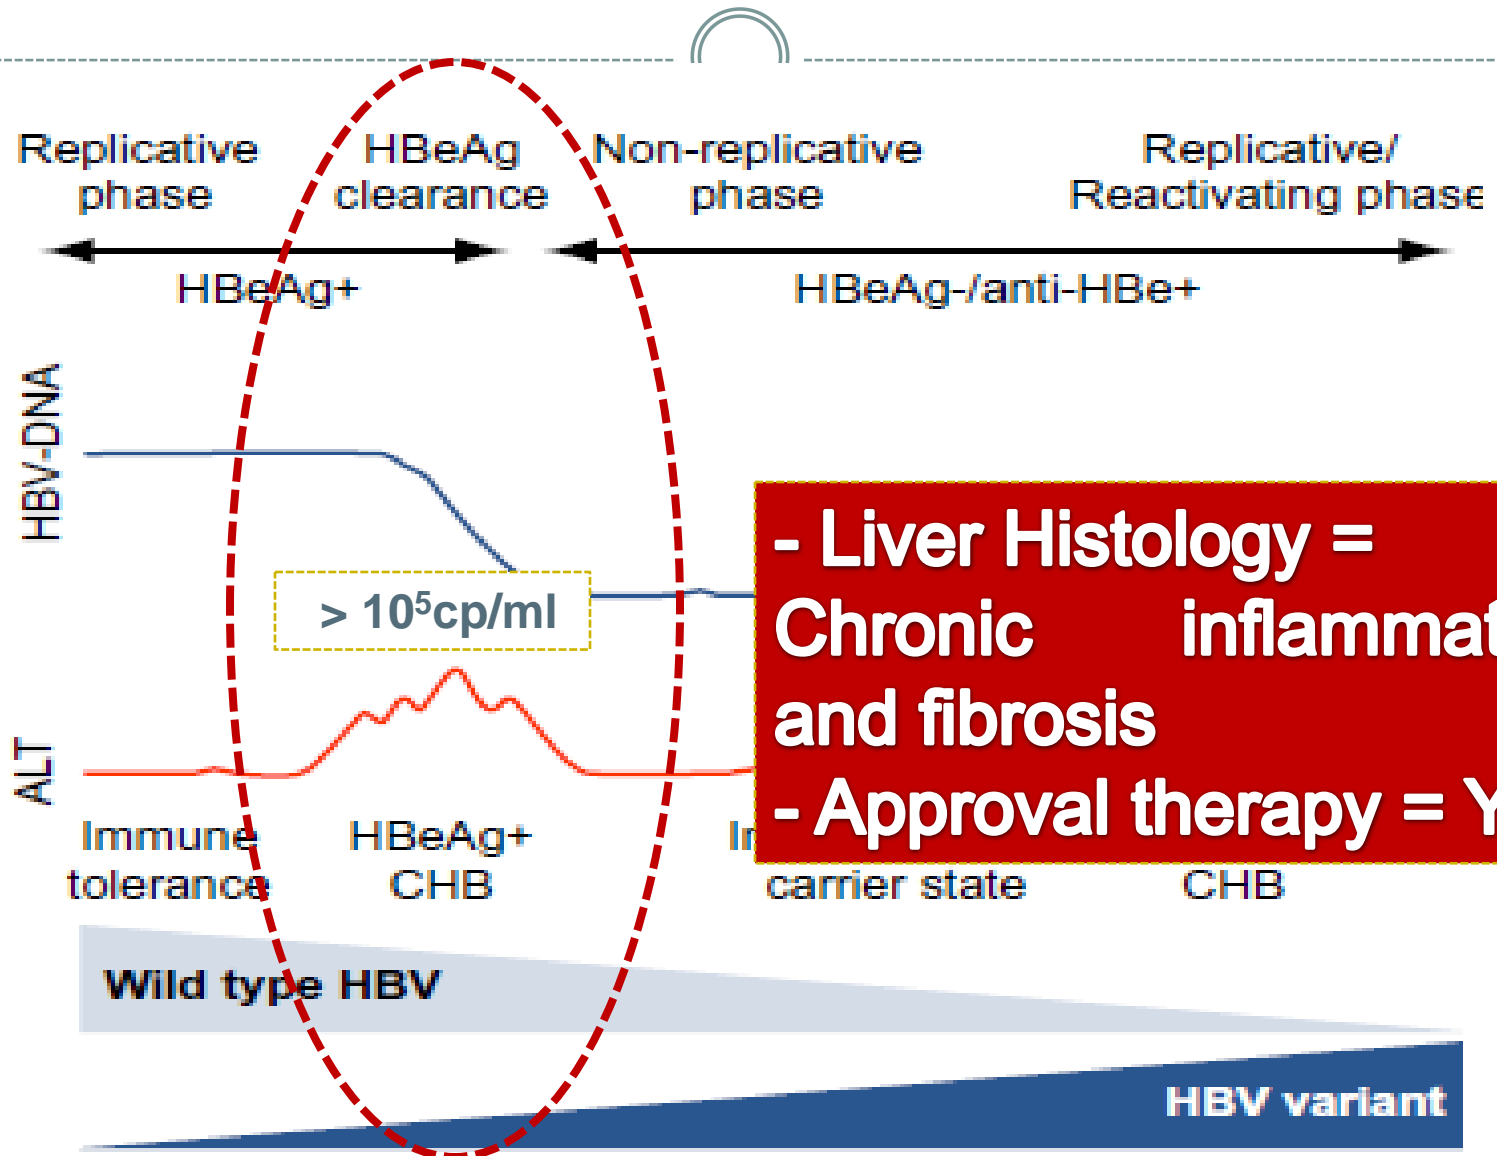 Replicative
phase
HBeAg
clearance
Non-replicative
phase
Replicative/
Reactivating phase
HBeAg+
HBeAg-/anti-HBe+
HBV-DNA
> 10⁵cp/ml
- Liver Histology =
Chronic inflammat
and fibrosis
- Approval therapy = Y
ALT
Immune
tolerance
HBeAg+
CHB
carrier state
CHB
Wild type HBV
HBV variant